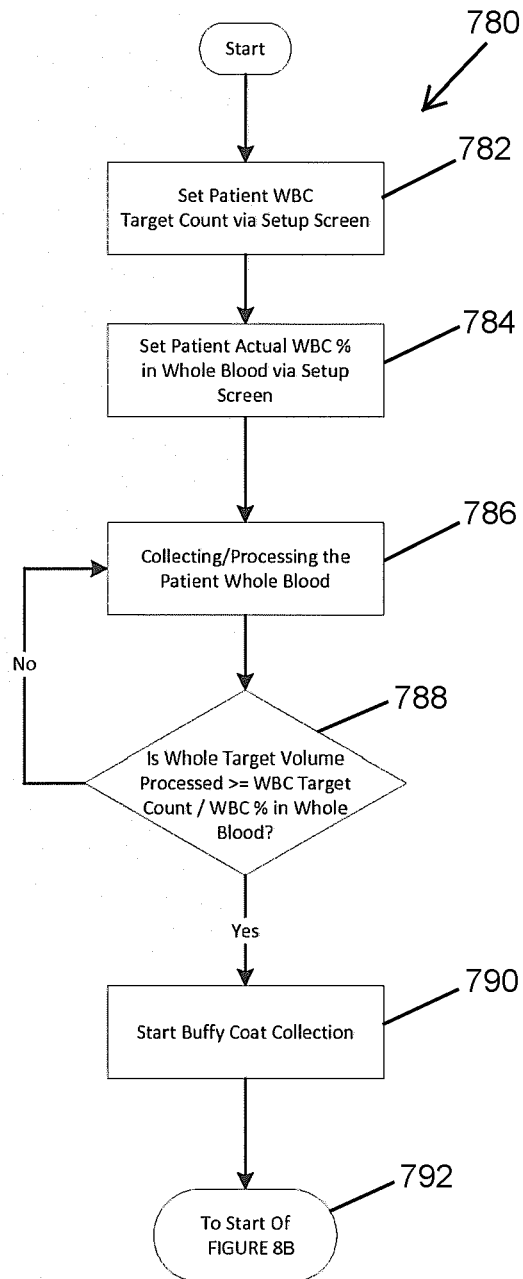 780
Start
782
Set Patient WBC
Target Count via Setup Screen
784
Set Patient Actual WBC %
in Whole Blood via Setup
Screen
786
Collecting/Processing the
Patient Whole Blood
No
788
Is Whole Target Volume
Processed >= WBC Target
Count / WBC % in Whole
Blood?
Yes
790
Start Buffy Coat Collection
792
To Start Of
FIGURE 8B